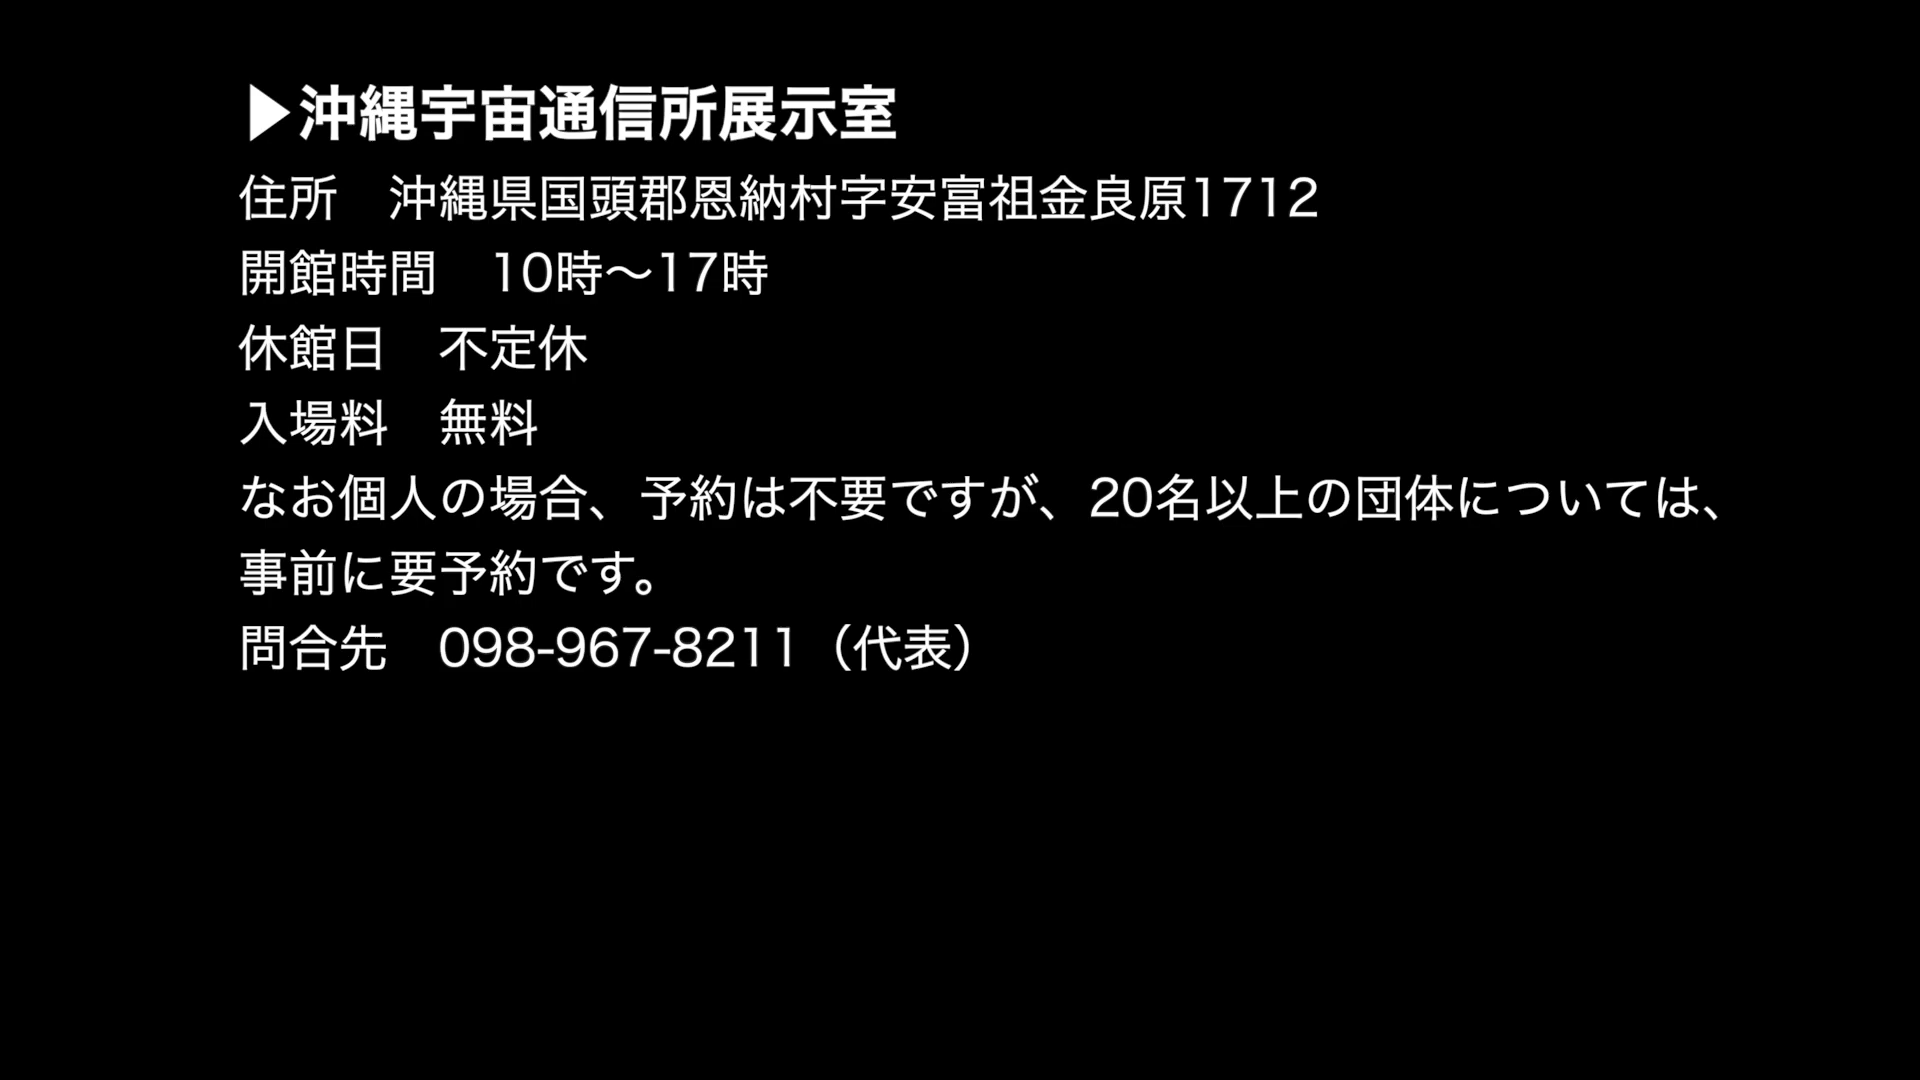 ▶沖縄宇宙通信所展示室
住所　沖縄県国頭郡恩納村字安富祖金良原1712
開館時間　10時〜17時
休館日　不定休
入場料　無料
なお個人の場合、予約は不要ですが、20名以上の団体については、
事前に要予約です。
問合先　098-967-8211（代表）